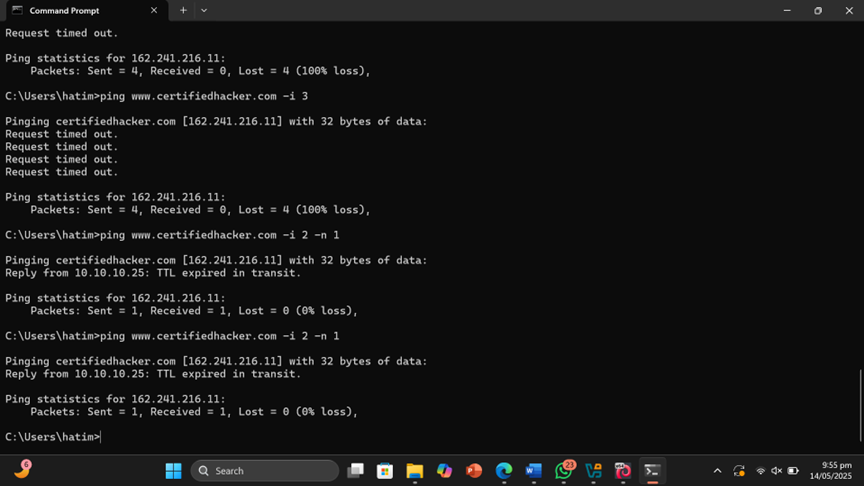 Command Prompt
Request timed out.
Ping statistics for 162.241.216.11:
Packets: Sent = 4, Received = 0, Lost = 4 (100% loss),
C:\Users\hatim>ping www.certifiedhacker.com -i 3
Pinging certifiedhacker.com [162.241.216.11] with 32 bytes of data:
Request timed out.
Request timed out.
Request timed out.
Request timed out.
Ping statistics for 162.241.216.11:
Packets: Sent = 4, Received = 0, Lost = 4 (100% loss),
C:\Users\hatim>ping www.certifiedhacker.com -i 2 -n 1
Pinging certifiedhacker.com [162.241.216.11] with 32 bytes of data:
Reply from 10.10.10.25: TTL expired in transit.
Ping statistics for 162.241.216.11:
Packets: Sent = 1, Received = 1, Lost = 0 (0% loss),
C:\Users\hatim>ping www.certifiedhacker.com -i 2 -n 1
Pinging certifiedhacker.com [162.241.216.11] with 32 bytes of data:
Reply from 10.10.10.25: TTL expired in transit.
Ping statistics for 162.241.216.11:
Packets: Sent = 1, Received = 1, Lost = 0 (0% loss),
C:\Users\hatim>
6
Search
23
9:55 pm
14/05/2025